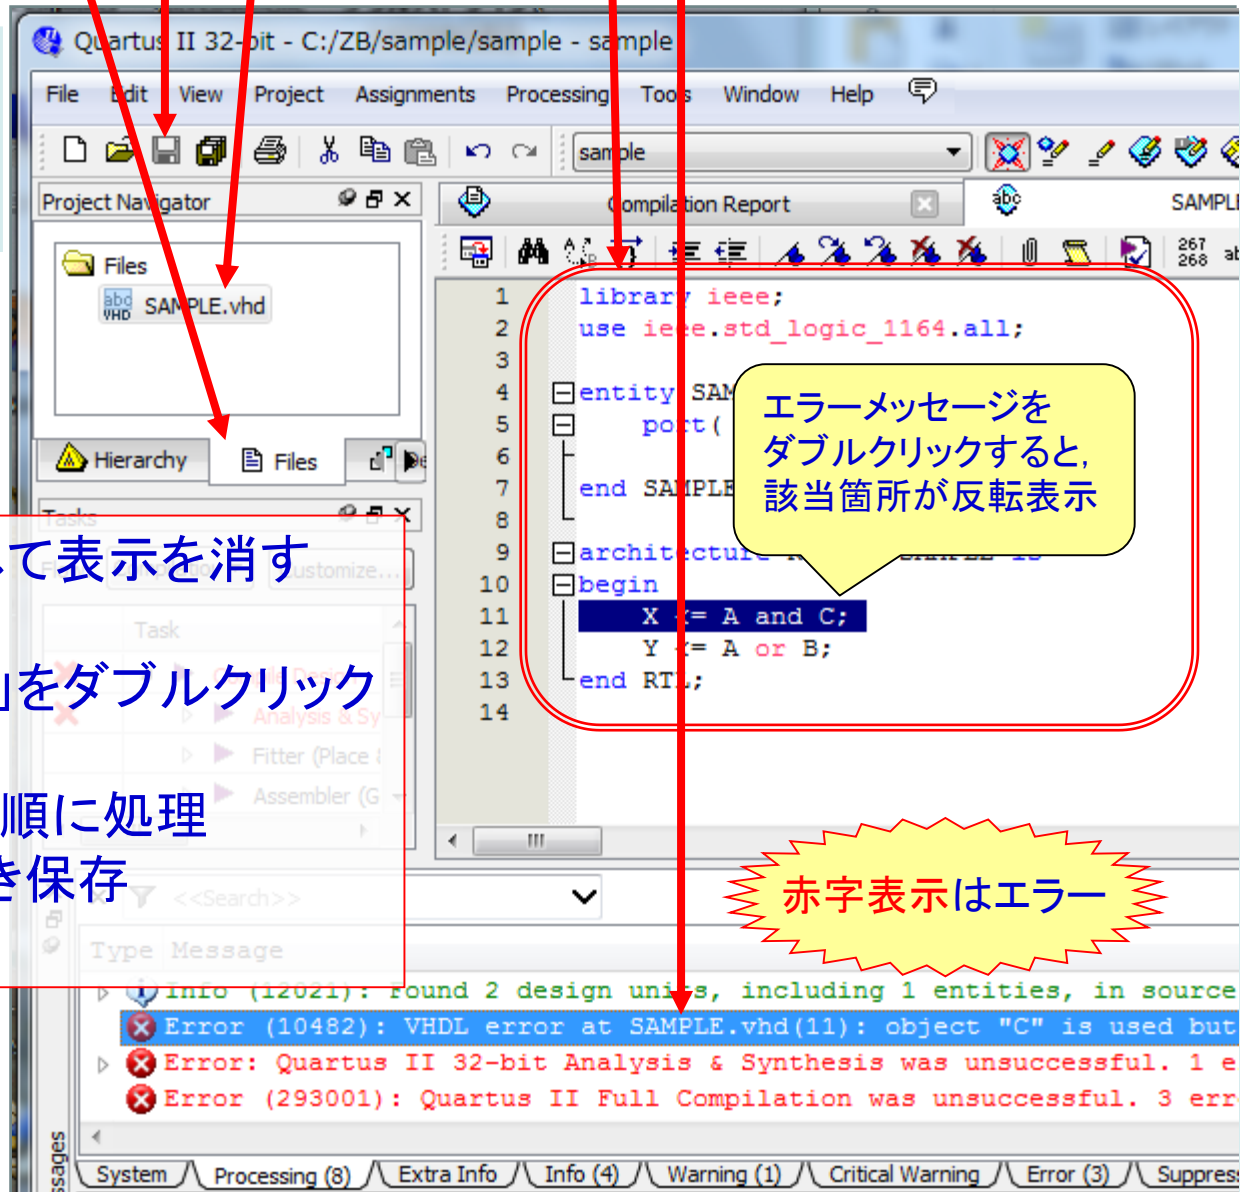 Quartus II 32-bit - C:/ZB/sample/sample - sample
File Edit View Project Assignments Processing Tools Window Help
sample
Project Navigator
Compilation Report
SAMPLE
267
268
ab
Files
SAMPLE.vhd
Hierarchy
Files
1 library ieee;
2 use ieee.std_logic_1164.all;
3
4 entity SAM
5 port(
6
7 end SAMPLE
8
9 architecture
10 begin
11 X <= A and C;
12 Y <= A or B;
13 end RTL;
14
エラーメッセージを
ダブルクリックすると,
該当箇所が反転表示
Tasks
Customize...
て表示を消す
Task
」をダブルクリック
Analysis & Sy
Fitter (Place &
Assembler (G
順に処理
き保存
<<Search>>
赤字表示はエラー
Type Message
Info (12021): Found 2 design units, including 1 entities, in source
Error (10482): VHDL error at SAMPLE.vhd(11): object "C" is used but
Error: Quartus II 32-bit Analysis & Synthesis was unsuccessful. 1 e
Error (293001): Quartus II Full Compilation was unsuccessful. 3 err
System Processing (8) Extra Info Info (4) Warning (1) Critical Warning Error (3) Suppress
ssages